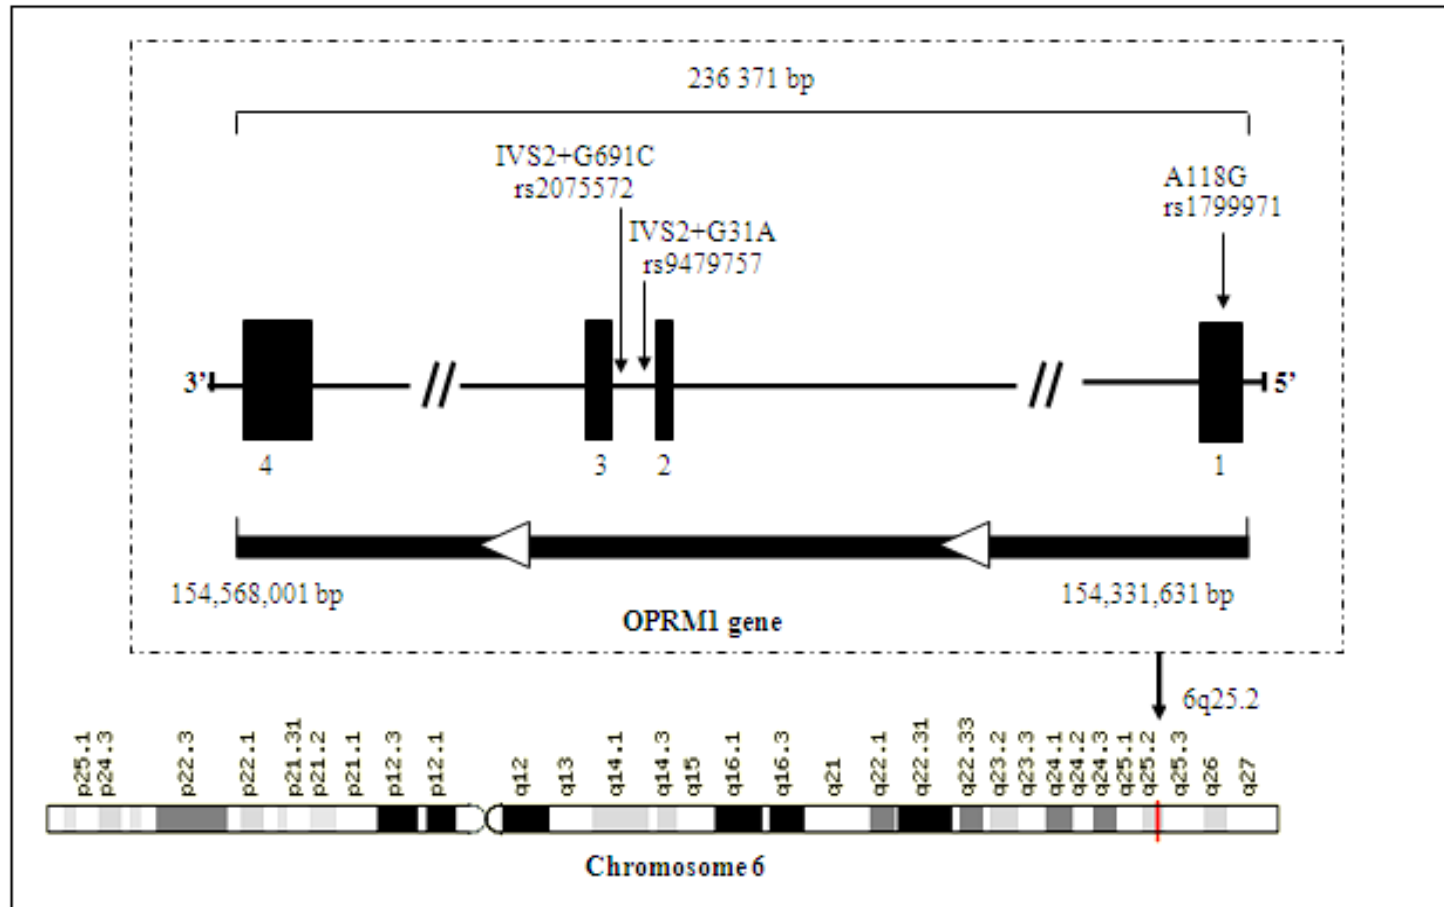 236 371 bp
IVS2+G691C
rs2075572
A118G
rs1799971
IVS2+G31A
rs9479757
3’
5’
4
3
2
1
154,568,001 bp
154,331,631 bp
OPRM1 gene
6q25.2
p25.1
p24.3
p22.3
p22.1
p21.31
p21.2
p21.1
p12.3
p12.1
q12
q13
q14.1
q14.3
q15
q16.1
q16.3
q21
q22.1
q22.31
q22.33
q23.2
q23.3
q24.1
q24.2
q24.3
q25.1
q25.2
q25.3
q26
q27
Chromosome 6